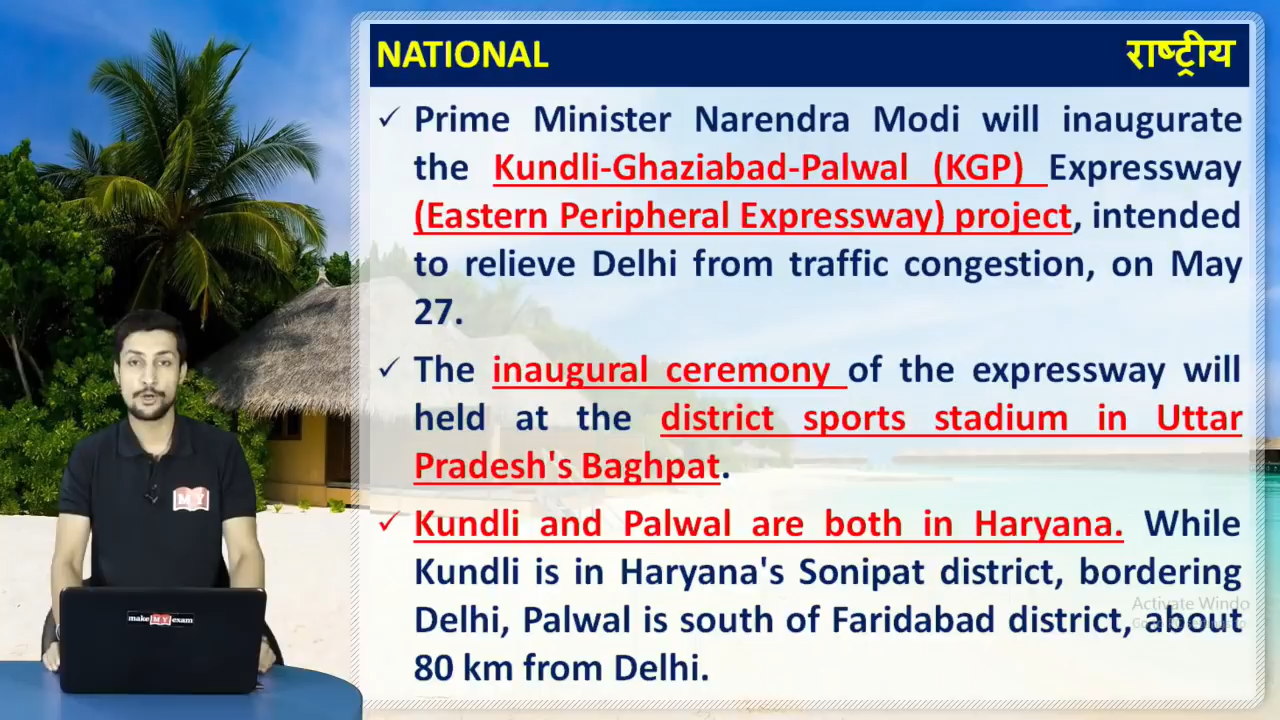 NATIONAL राष्ट्रीय
Prime Minister Narendra Modi will inaugurate
the Kundli-Ghaziabad-Palwal (KGP) Expressway
(Eastern Peripheral Expressway) project, intended
to relieve Delhi from traffic congestion, on May
27.
The inaugural ceremony of the expressway will
held at the district sports stadium in Uttar
Pradesh's Baghpat.
Kundli and Palwal are both in Haryana. While
Kundli is in Haryana's Sonipat district, bordering
Delhi, Palwal is south of Faridabad district, about
80 km from Delhi.
Activate Windo
M Y
make M Y exam